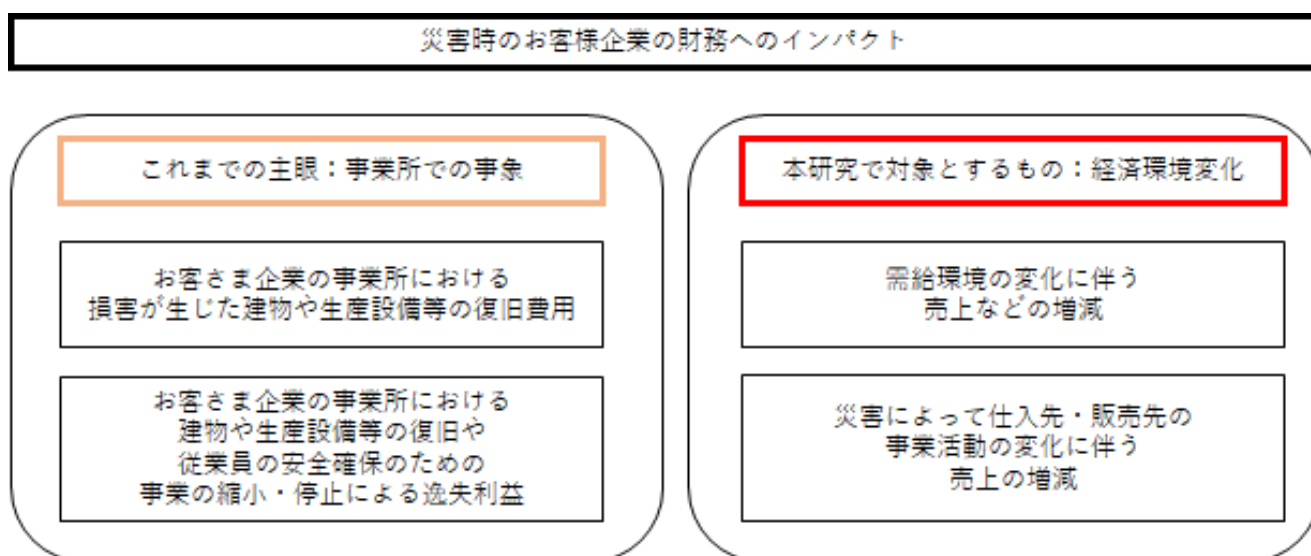 災害時のお客様企業の財務へのインパクト
これまでの主眼：事業所での事象
お客さま企業の事業所における
損害が生じた建物や生産設備等の復旧費用
お客さま企業の事業所における
建物や生産設備等の復旧や
従業員の安全確保のための
事業の縮小・停止による逸失利益
本研究で対象とするもの：経済環境変化
需給環境の変化に伴う
売上などの増減
災害によって仕入先・販売先の
事業活動の変化に伴う
売上の増減